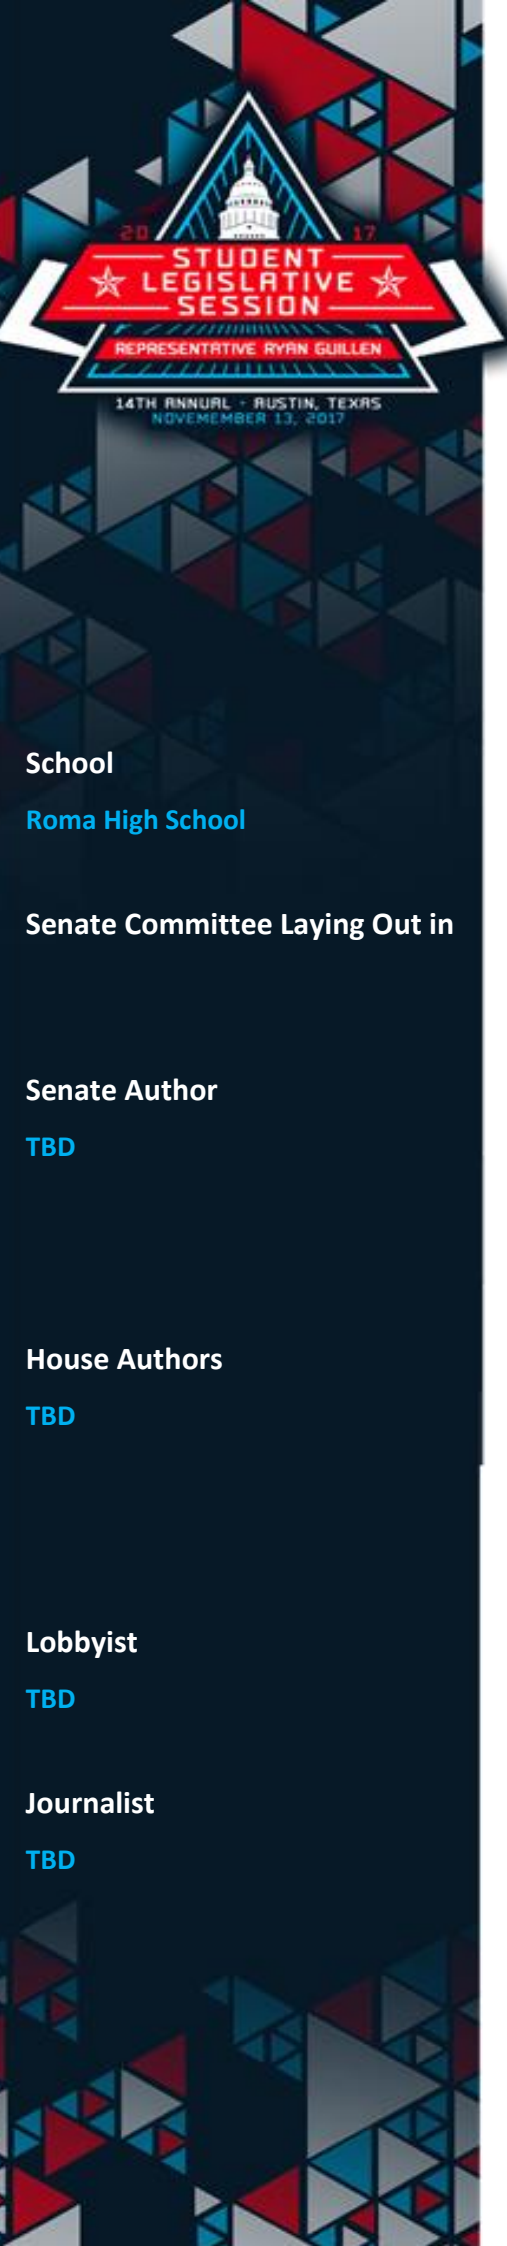 20 17
STUDENT
LEGISLATIVE
SESSION
REPRESENTATIVE RYAN GUILLEN
14TH ANNUAL - AUSTIN, TEXAS
NOVEMEMBER 13, 2017
School
Roma High School
Senate Committee Laying Out in
Senate Author
TBD
House Authors
TBD
Lobbyist
TBD
Journalist
TBD